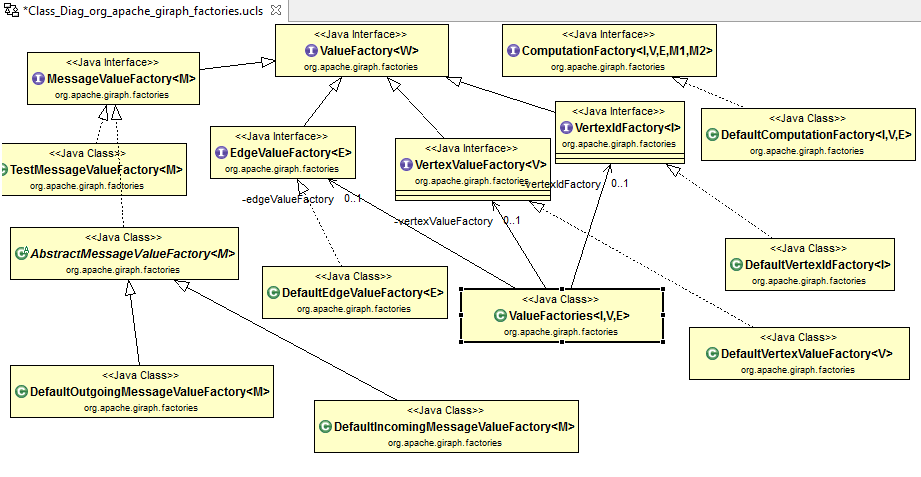 *Class_Diag_org_apache_giraph_factories.ucls
<<Java Interface>>
ValueFactory<W>
org.apache.giraph.factories
<<Java Interface>>
ComputationFactory<I,V,E,M1,M2>
org.apache.giraph.factories
<<Java Interface>>
MessageValueFactory<M>
org.apache.giraph.factories
<<Java Interface>>
VertexIdFactory<I>
org.apache.giraph.factories
<<Java Class>>
DefaultComputationFactory<I,V,E>
org.apache.giraph.factories
<<Java Interface>>
EdgeValueFactory<E>
org.apache.giraph.factories
<<Java Interface>>
VertexValueFactory<V>
org.apache.giraph.factories
<<Java Class>>
TestMessageValueFactory<M>
org.apache.giraph.factories
-vertexIdFactory 0..1
-edgeValueFactory 0..1
-vertexValueFactory 0..1
<<Java Class>>
AbstractMessageValueFactory<M>
org.apache.giraph.factories
<<Java Class>>
DefaultVertexIdFactory<I>
org.apache.giraph.factories
<<Java Class>>
DefaultEdgeValueFactory<E>
org.apache.giraph.factories
<<Java Class>>
ValueFactories<I,V,E>
org.apache.giraph.factories
<<Java Class>>
DefaultVertexValueFactory<V>
org.apache.giraph.factories
<<Java Class>>
DefaultOutgoingMessageValueFactory<M>
org.apache.giraph.factories
<<Java Class>>
DefaultIncomingMessageValueFactory<M>
org.apache.giraph.factories